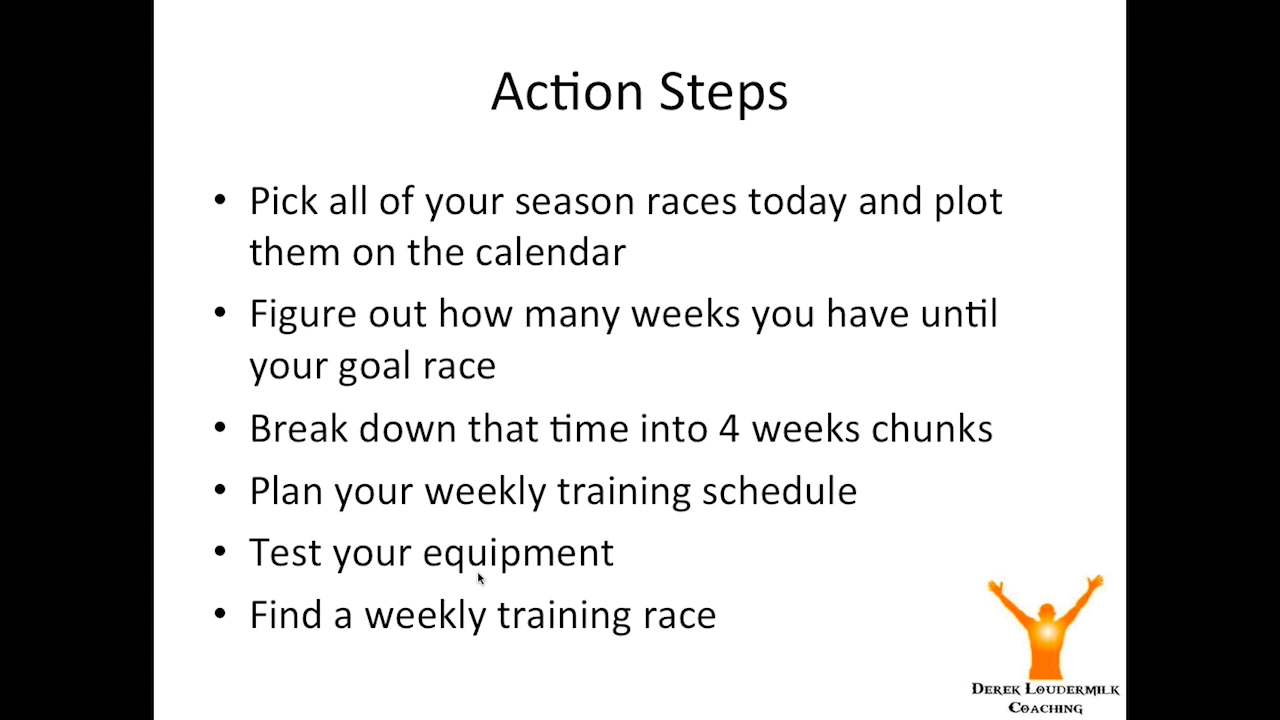 Action Steps
• Pick all of your season races today and plot
them on the calendar
• Figure out how many weeks you have until
your goal race
• Break down that time into 4 weeks chunks
• Plan your weekly training schedule
• Test your equipment
• Find a weekly training race
Derek Loudermilk
Coaching